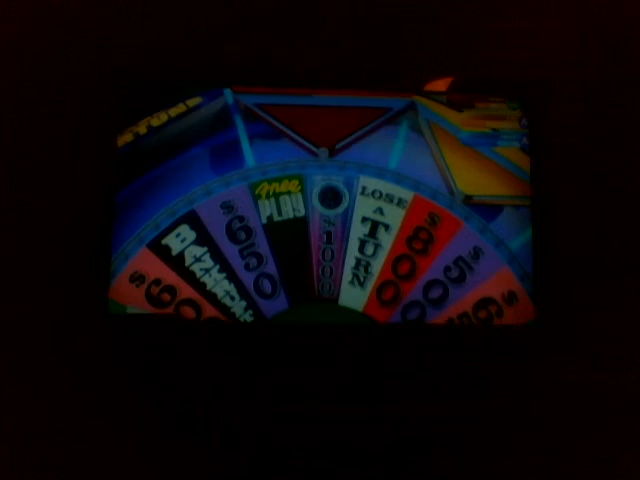 $600
BANKRUPT
$650
FREE
PLAY
$1000
LOSE
A
TURN
$800
$500